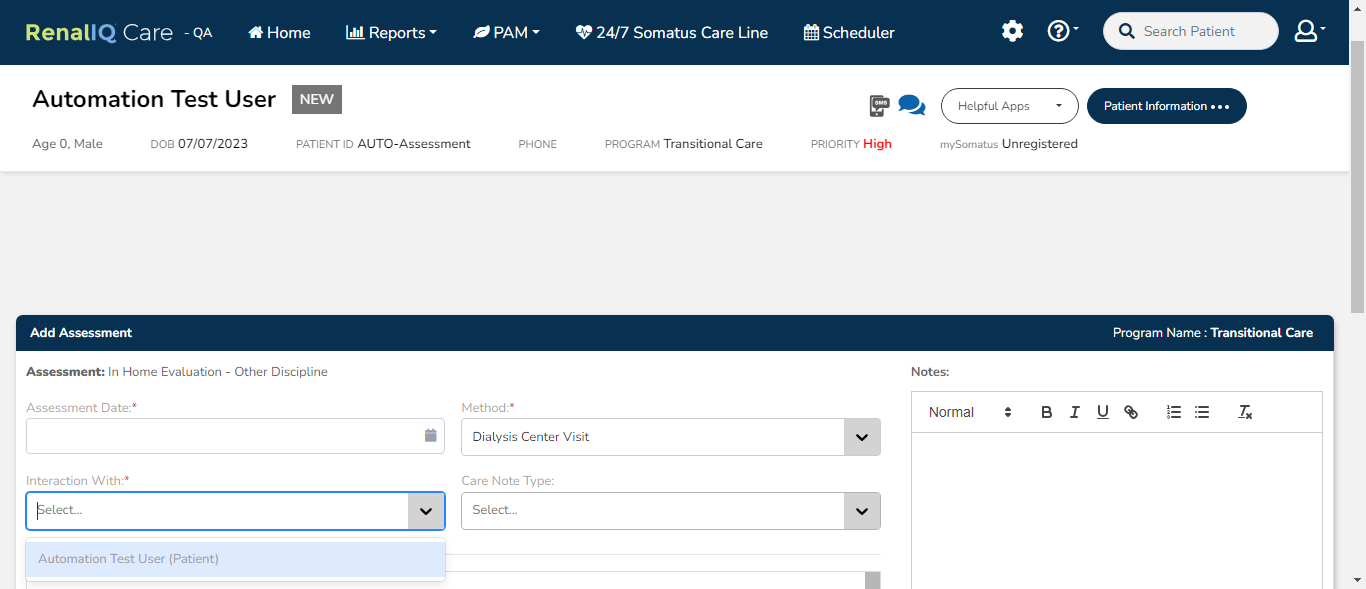 RenalIQ Care - QA Home Reports PAM 24/7 Somatus Care Line Scheduler Search Patient
Automation Test User NEW
SMS Helpful Apps Patient Information
Age 0, Male DOB 07/07/2023 PATIENT ID AUTO-Assessment PHONE PROGRAM Transitional Care PRIORITY High mySomatus Unregistered
Add Assessment Program Name : Transitional Care
Assessment: In Home Evaluation - Other Discipline Notes:
Assessment Date:* Method:*
Normal B I U
Dialysis Center Visit
Interaction With:* Care Note Type:
Select... Select...
Automation Test User (Patient)